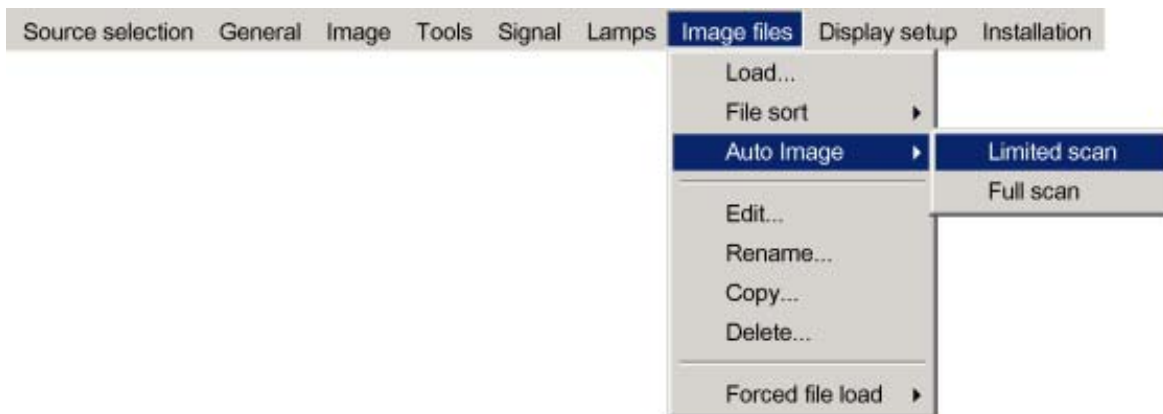 Source selection General Image Tools Signal Lamps Image files Display setup Installation
Load...
File sort
Auto Image
Limited scan
Full scan
Edit...
Rename...
Copy...
Delete...
Forced file load